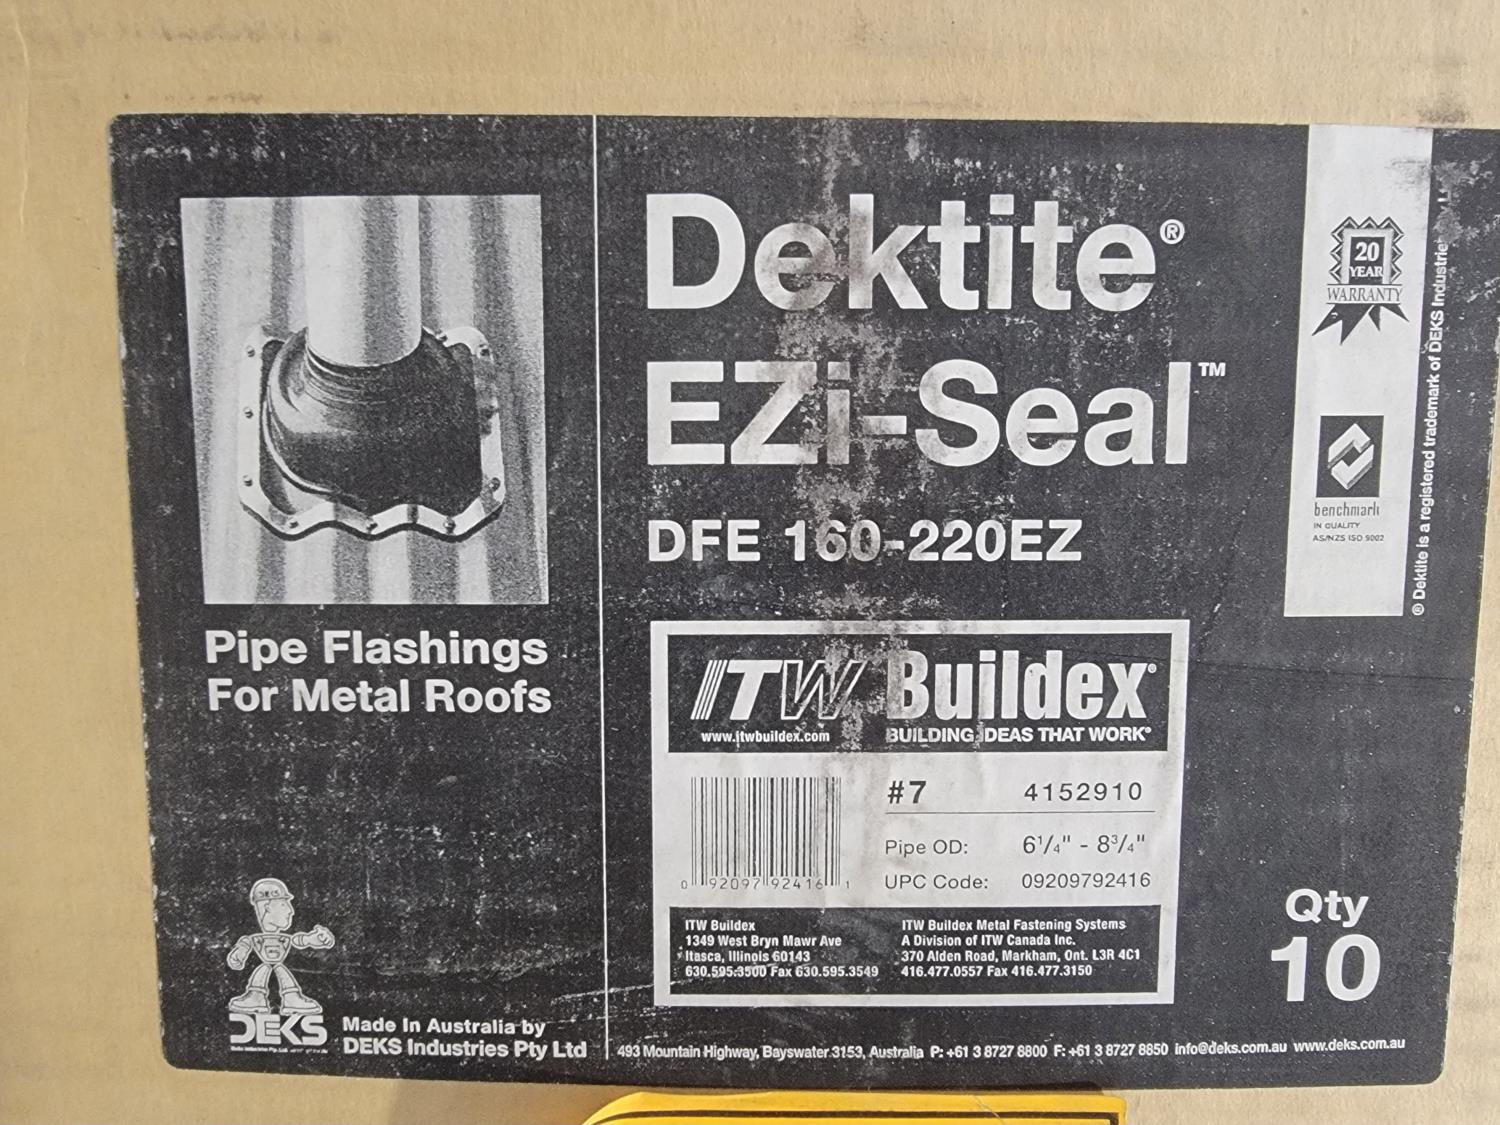 Dektite®
EZi-Seal™
DFE 160-220EZ
Pipe Flashings
For Metal Roofs
20
YEAR
WARRANTY
benchmark
IN QUALITY
AS/NZS ISO 9002
® Dektite is a registered trademark of DEKS Industrie
ITW Buildex®
www.itwbuildex.com BUILDING IDEAS THAT WORK®
#7 4152910
Pipe OD: 6¹/₄" - 8³/₄"
UPC Code: 09209792416
0 92097 92416 1
ITW Buildex
1349 West Bryn Mawr Ave
Itasca, Illinois 60143
630.595.3500 Fax 630.595.3549
ITW Buildex Metal Fastening Systems
A Division of ITW Canada Inc.
370 Alden Road, Markham, Ont. L3R 4C1
416.477.0557 Fax 416.477.3150
Qty
10
DEKS
DEKS
Made In Australia by
DEKS Industries Pty Ltd
493 Mountain Highway, Bayswater 3153, Australia P: +61 3 8727 8800 F: +61 3 8727 8850 info@deks.com.au www.deks.com.au